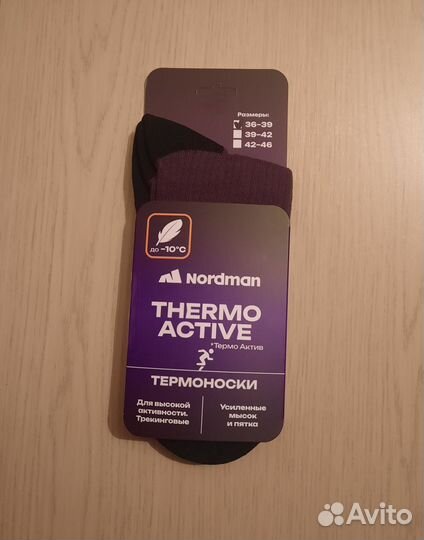 Размеры:
36–39
39–42
42–46
до –10°C
Nordman
THERMO
ACTIVE
*Термо Актив
ТЕРМОНОСКИ
Для высокой
активности.
Трекинговые
Усиленные
мысок
и пятка
Avito